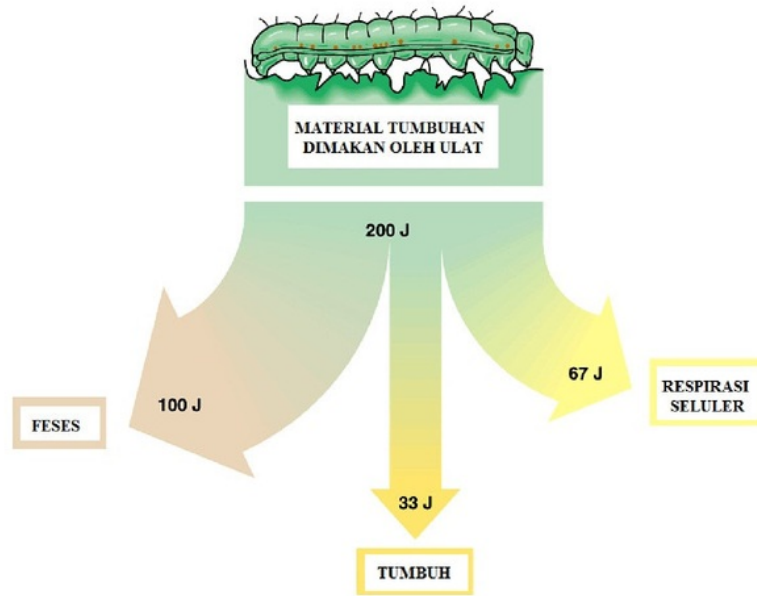 MATERIAL TUMBUHAN
DIMAKAN OLEH ULAT
200 J
67 J
RESPIRASI
SELULER
100 J
FESES
33 J
TUMBUH